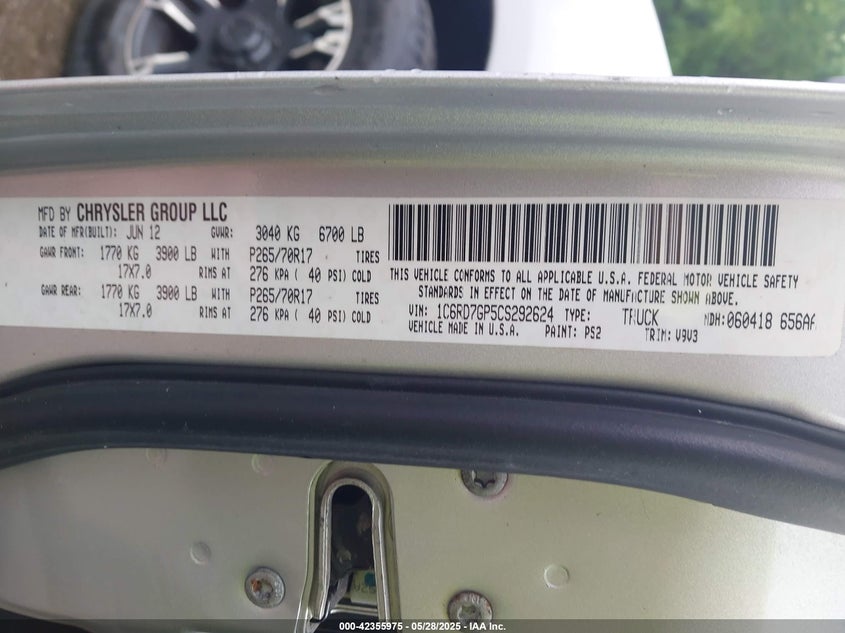 MFD BY CHRYSLER GROUP LLC
DATE OF MFR(BUILT): JUN 12 GVWR: 3040 KG 6700 LB
GAWR FRONT: 1770 KG 3900 LB WITH P265/70R17 TIRES
17X7.0 RIMS AT 276 KPA ( 40 PSI) COLD
GAWR REAR: 1770 KG 3900 LB WITH P265/70R17 TIRES
17X7.0 RIMS AT 276 KPA ( 40 PSI) COLD
THIS VEHICLE CONFORMS TO ALL APPLICABLE U.S.A. FEDERAL MOTOR VEHICLE SAFETY
STANDARDS IN EFFECT ON THE DATE OF MANUFACTURE SHOWN ABOVE.
VIN: 1C6RD7GP5CS292624 TYPE: TRUCK MDH:060418 656AA
VEHICLE MADE IN U.S.A. PAINT: PS2 TRIM: V9V3
000-42355975 - 05/28/2025 - IAA Inc.